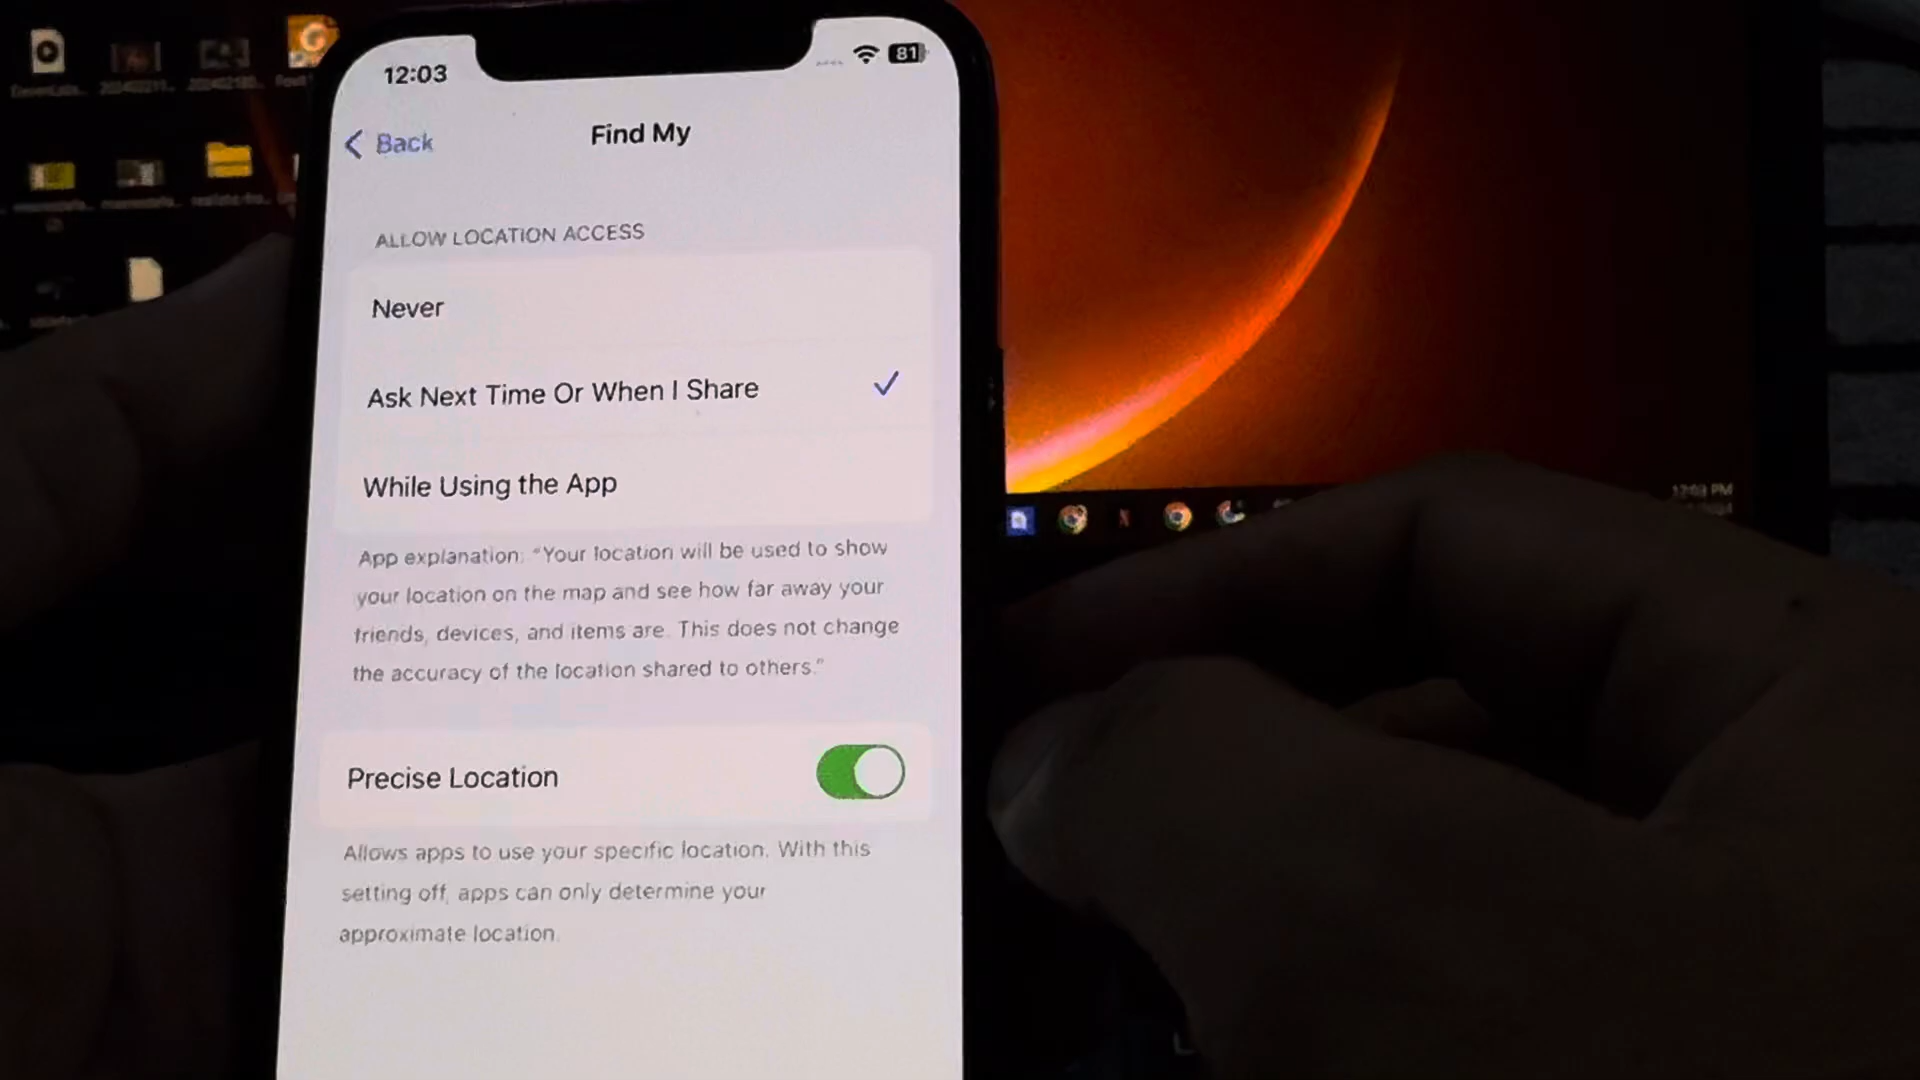 12:03
81
Back
Find My
ALLOW LOCATION ACCESS
Never
Ask Next Time Or When I Share
While Using the App
App explanation: “Your location will be used to show
your location on the map and see how far away your
friends, devices, and items are. This does not change
the accuracy of the location shared to others.”
Precise Location
Allows apps to use your specific location. With this
setting off, apps can only determine your
approximate location.
12:03 PM